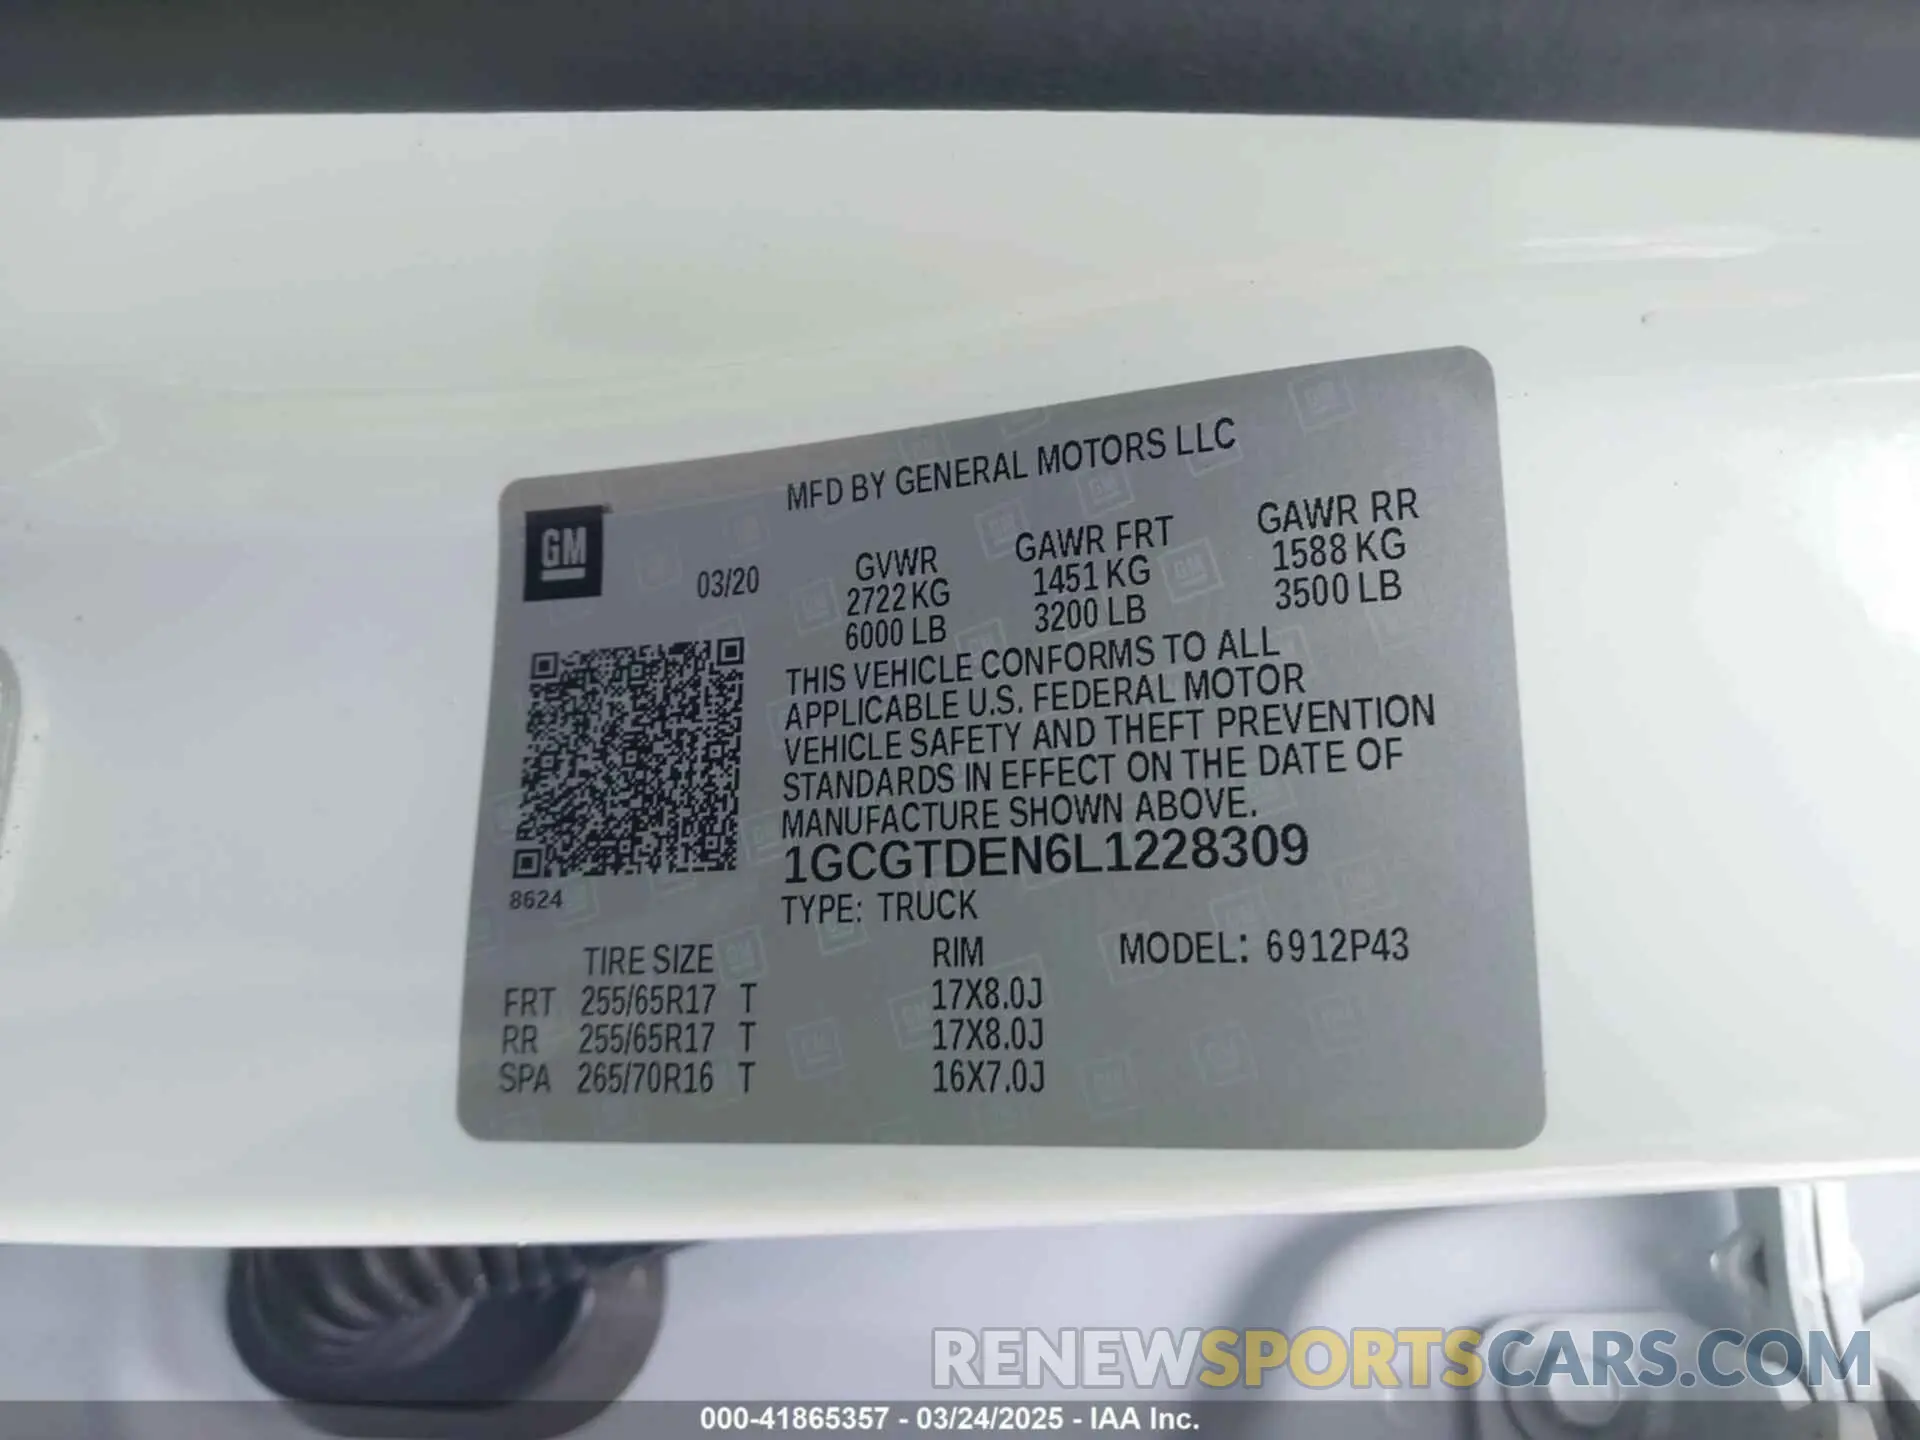 MFD BY GENERAL MOTORS LLC
GM
03/20
GVWR
2722 KG
6000 LB
GAWR FRT
1451 KG
3200 LB
GAWR RR
1588 KG
3500 LB
THIS VEHICLE CONFORMS TO ALL
APPLICABLE U.S. FEDERAL MOTOR
VEHICLE SAFETY AND THEFT PREVENTION
STANDARDS IN EFFECT ON THE DATE OF
MANUFACTURE SHOWN ABOVE.
1GCGTDEN6L1228309
8624
TYPE: TRUCK
TIRE SIZE RIM MODEL: 6912P43
FRT 255/65R17 T 17X8.0J
RR 255/65R17 T 17X8.0J
SPA 265/70R16 T 16X7.0J
RENEWSPORTSCARS.COM
000-41865357 - 03/24/2025 - IAA Inc.